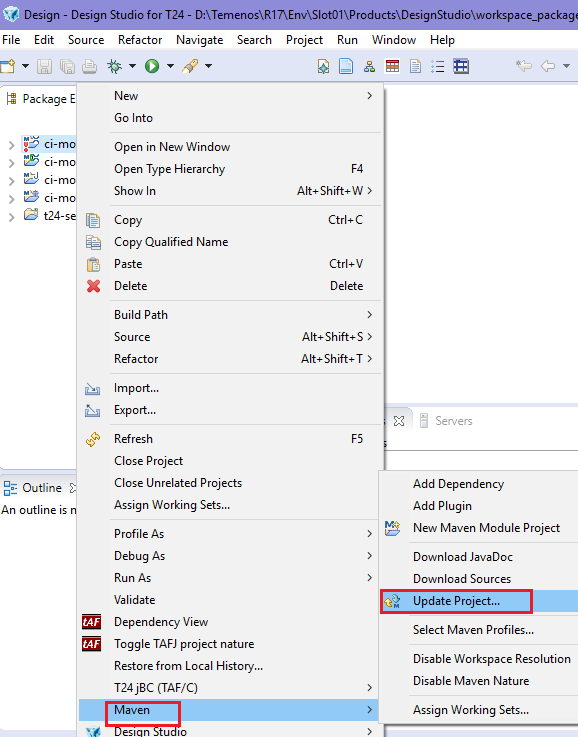 Design - Design Studio for T24 - D:\Temenos\R17\Env\Slot01\Products\DesignStudio\workspace_package
File Edit Source Refactor Navigate Search Project Run Window Help
Package E
ci-mo
ci-mo
ci-mo
ci-mo
t24-se
New
Go Into
Open in New Window
Open Type Hierarchy F4
Show In Alt+Shift+W
Copy Ctrl+C
Copy Qualified Name
Paste Ctrl+V
Delete Delete
Build Path
Source Alt+Shift+S
Refactor Alt+Shift+T
Import...
Export...
Refresh F5
Close Project
Close Unrelated Projects
Assign Working Sets...
Profile As
Debug As
Run As
Validate
tAF Dependency View
tAF Toggle TAFJ project nature
Restore from Local History...
T24 jBC (TAF/C)
Maven
Design Studio
Servers
Outline
An outline is n
Add Dependency
Add Plugin
New Maven Module Project
Download JavaDoc
Download Sources
Update Project...
Select Maven Profiles...
Disable Workspace Resolution
Disable Maven Nature
Assign Working Sets...